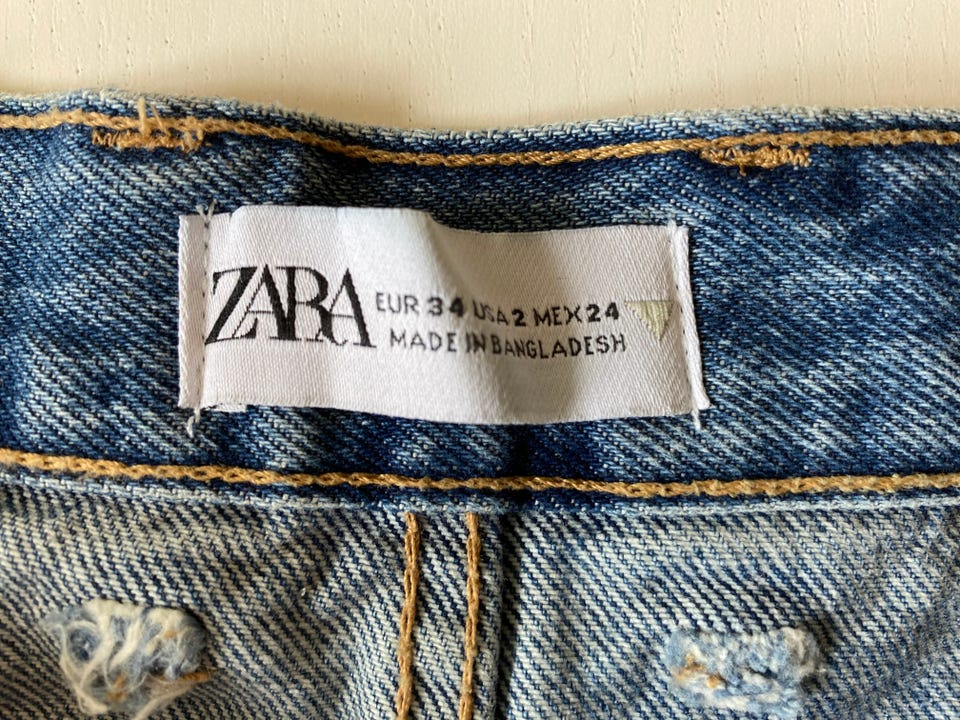 ZARA
EUR 34 USA 2 MEX 24
MADE IN BANGLADESH